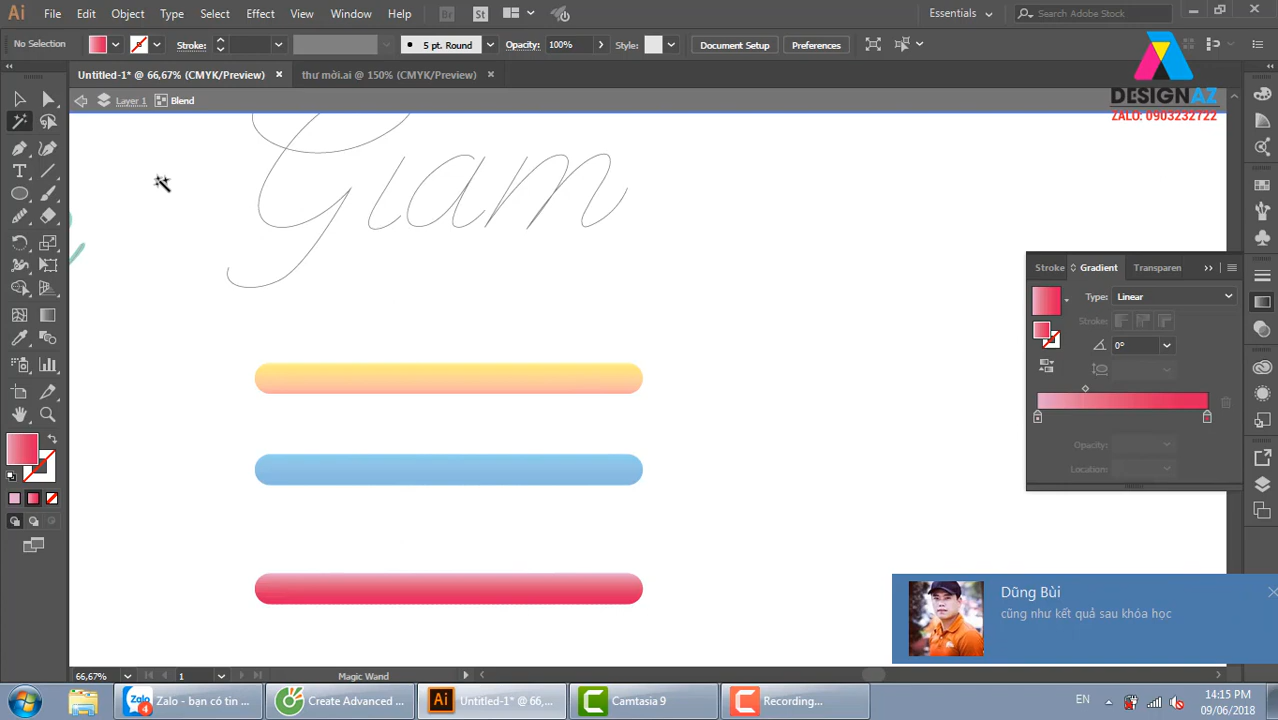 Ai File Edit Object Type Select Effect View Window Help Br St Essentials Search Adobe Stock
No Selection Stroke: 5 pt. Round Opacity: 100% Style: Document Setup Preferences
Untitled-1* @ 66,67% (CMYK/Preview) × thư mời.ai @ 150% (CMYK/Preview) ×
Layer 1 Blend
DESIGNAZ
ZALO: 0903232722
Giam
Stroke Gradient Transparen
Type: Linear
Stroke:
0°
Opacity:
Location:
Dũng Bùi
cũng như kết quả sau khóa học
66,67% 1 Magic Wand
Zalo - bạn có tin ... Create Advanced ... Ai Untitled-1* @ 66,... Camtasia 9 Recording...
4
EN 14:15 PM
09/06/2018